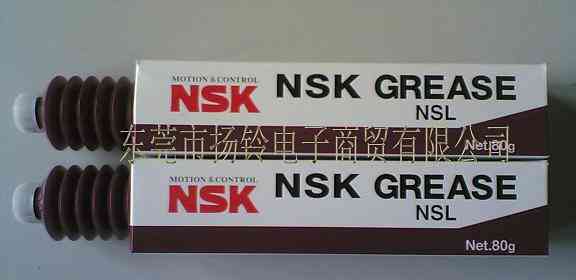 MOTION & CONTROL
NSK
NSK GREASE
NSL
Net.80g
东莞市扬铃电子商贸有限公司
MOTION & CONTROL
NSK
NSK GREASE
NSL
Net.80g